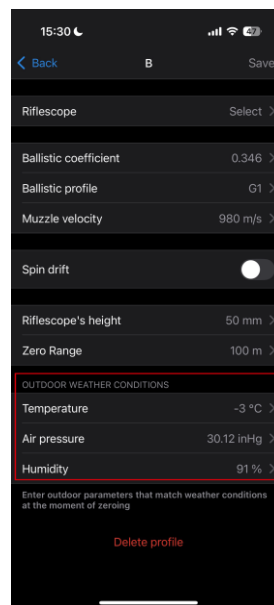 15:30
47
Back
B
Save
Riflescope
Select
Ballistic coefficient
0.346
Ballistic profile
G1
Muzzle velocity
980 m/s
Spin drift
Riflescope's height
50 mm
Zero Range
100 m
OUTDOOR WEATHER CONDITIONS
Temperature
-3 °C
Air pressure
30.12 inHg
Humidity
91 %
Enter outdoor parameters that match weather conditions
at the moment of zeroing
Delete profile